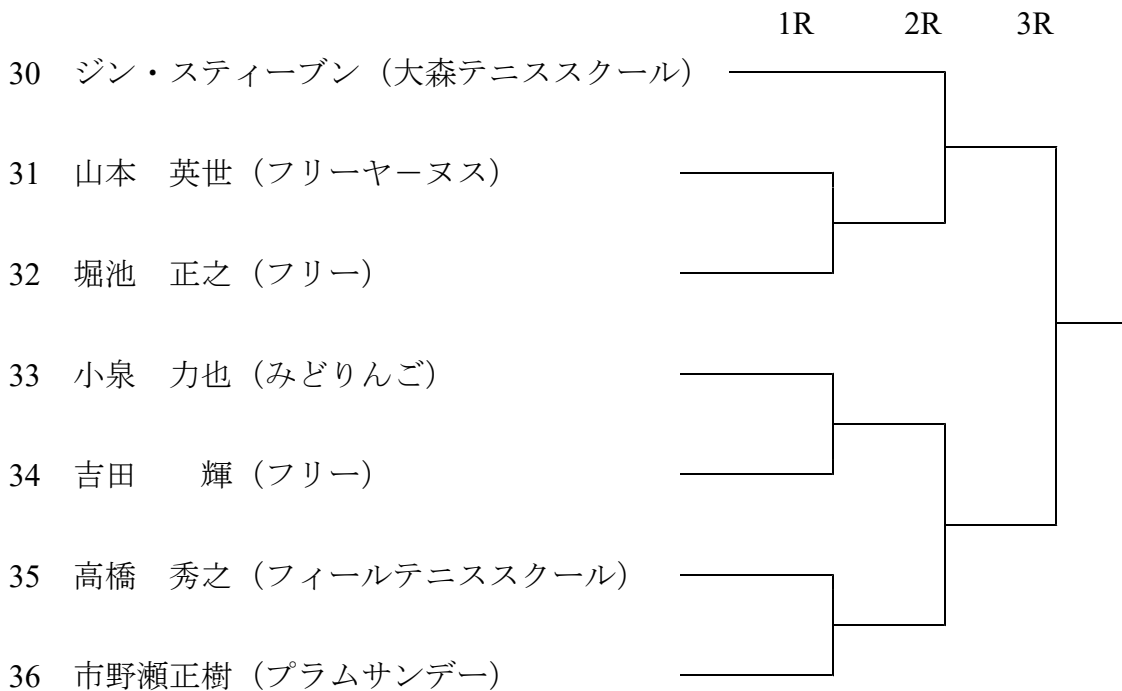 1R 2R 3R
30 ジン・スティーブン（大森テニススクール）
31 山本　英世（フリーヤーヌス）
32 堀池　正之（フリー）
33 小泉　力也（みどりんご）
34 吉田　　輝（フリー）
35 高橋　秀之（フィールテニススクール）
36 市野瀬正樹（プラムサンデー）